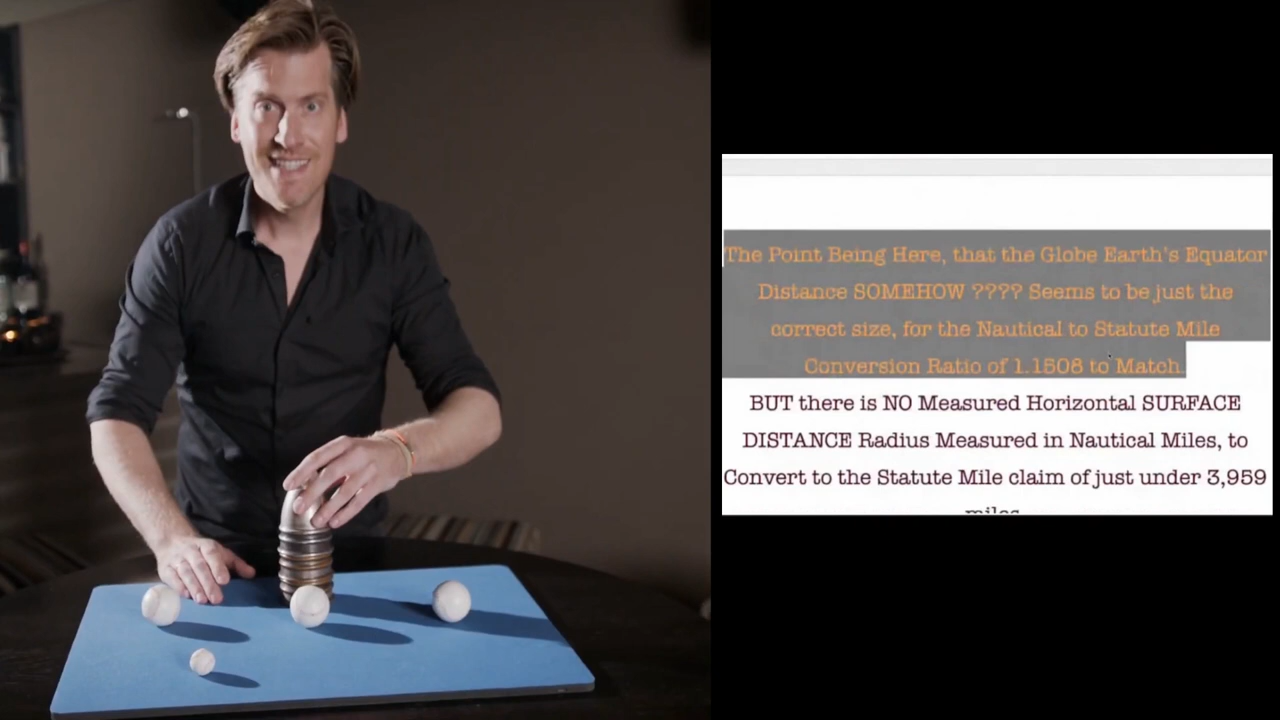 The Point Being Here, that the Globe Earth's Equator
Distance SOMEHOW ???? Seems to be just the
correct size, for the Nautical to Statute Mile
Conversion Ratio of 1.1508 to Match.
BUT there is NO Measured Horizontal SURFACE
DISTANCE Radius Measured in Nautical Miles, to
Convert to the Statute Mile claim of just under 3,959
miles